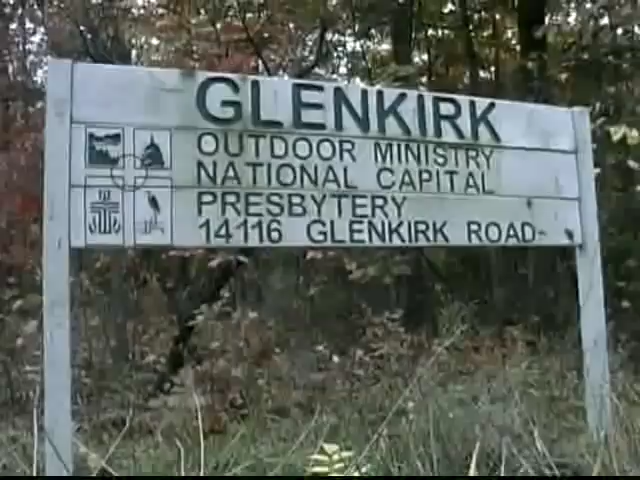 GLENKIRK
OUTDOOR MINISTRY
NATIONAL CAPITAL
PRESBYTERY
14116 GLENKIRK ROAD